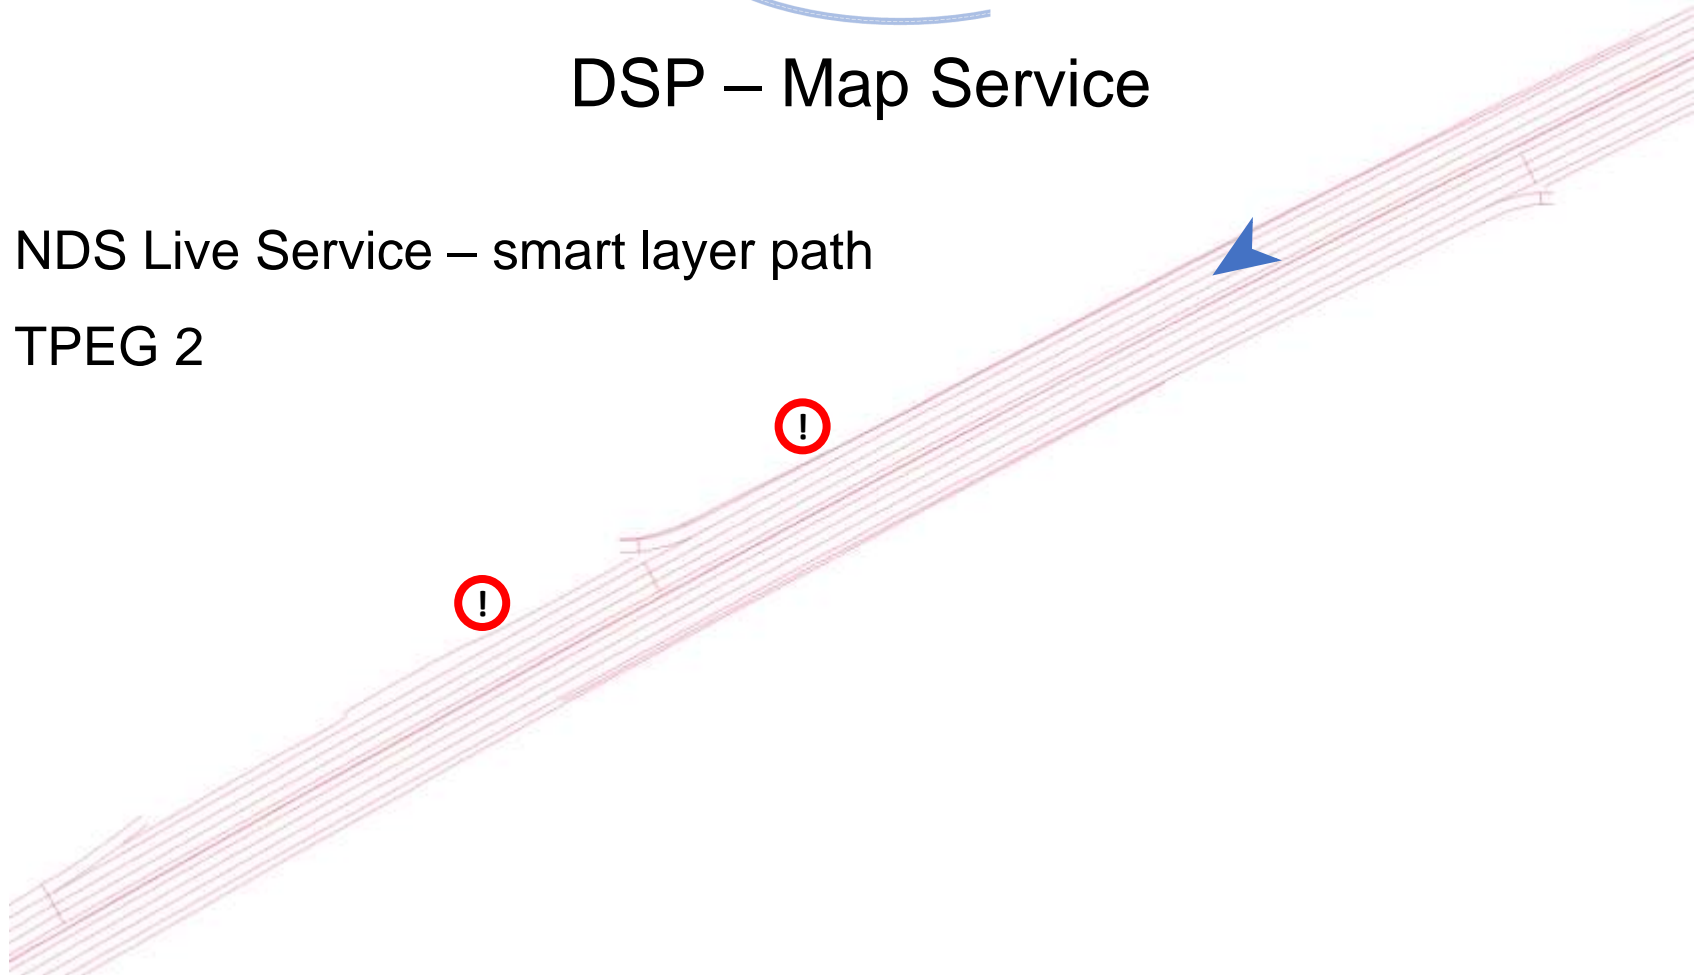 DSP – Map Service
NDS Live Service – smart layer path
TPEG 2
!
!